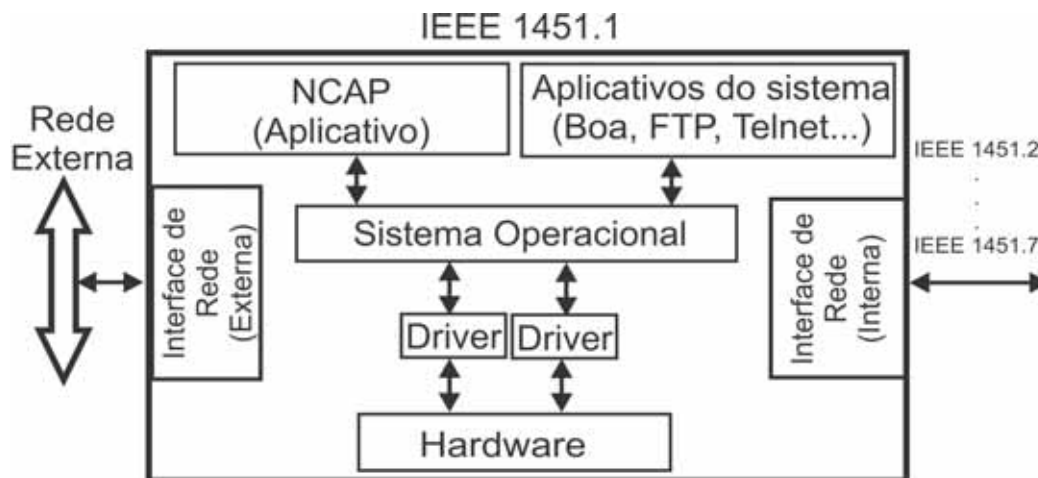 IEEE 1451.1
NCAP
(Aplicativo)
Aplicativos do sistema
(Boa, FTP, Telnet...)
Rede
Externa
IEEE 1451.2
.
.
.
IEEE 1451.7
Interface de
Rede
(Externa)
Sistema Operacional
Interface de
Rede
(Interna)
Driver
Driver
Hardware